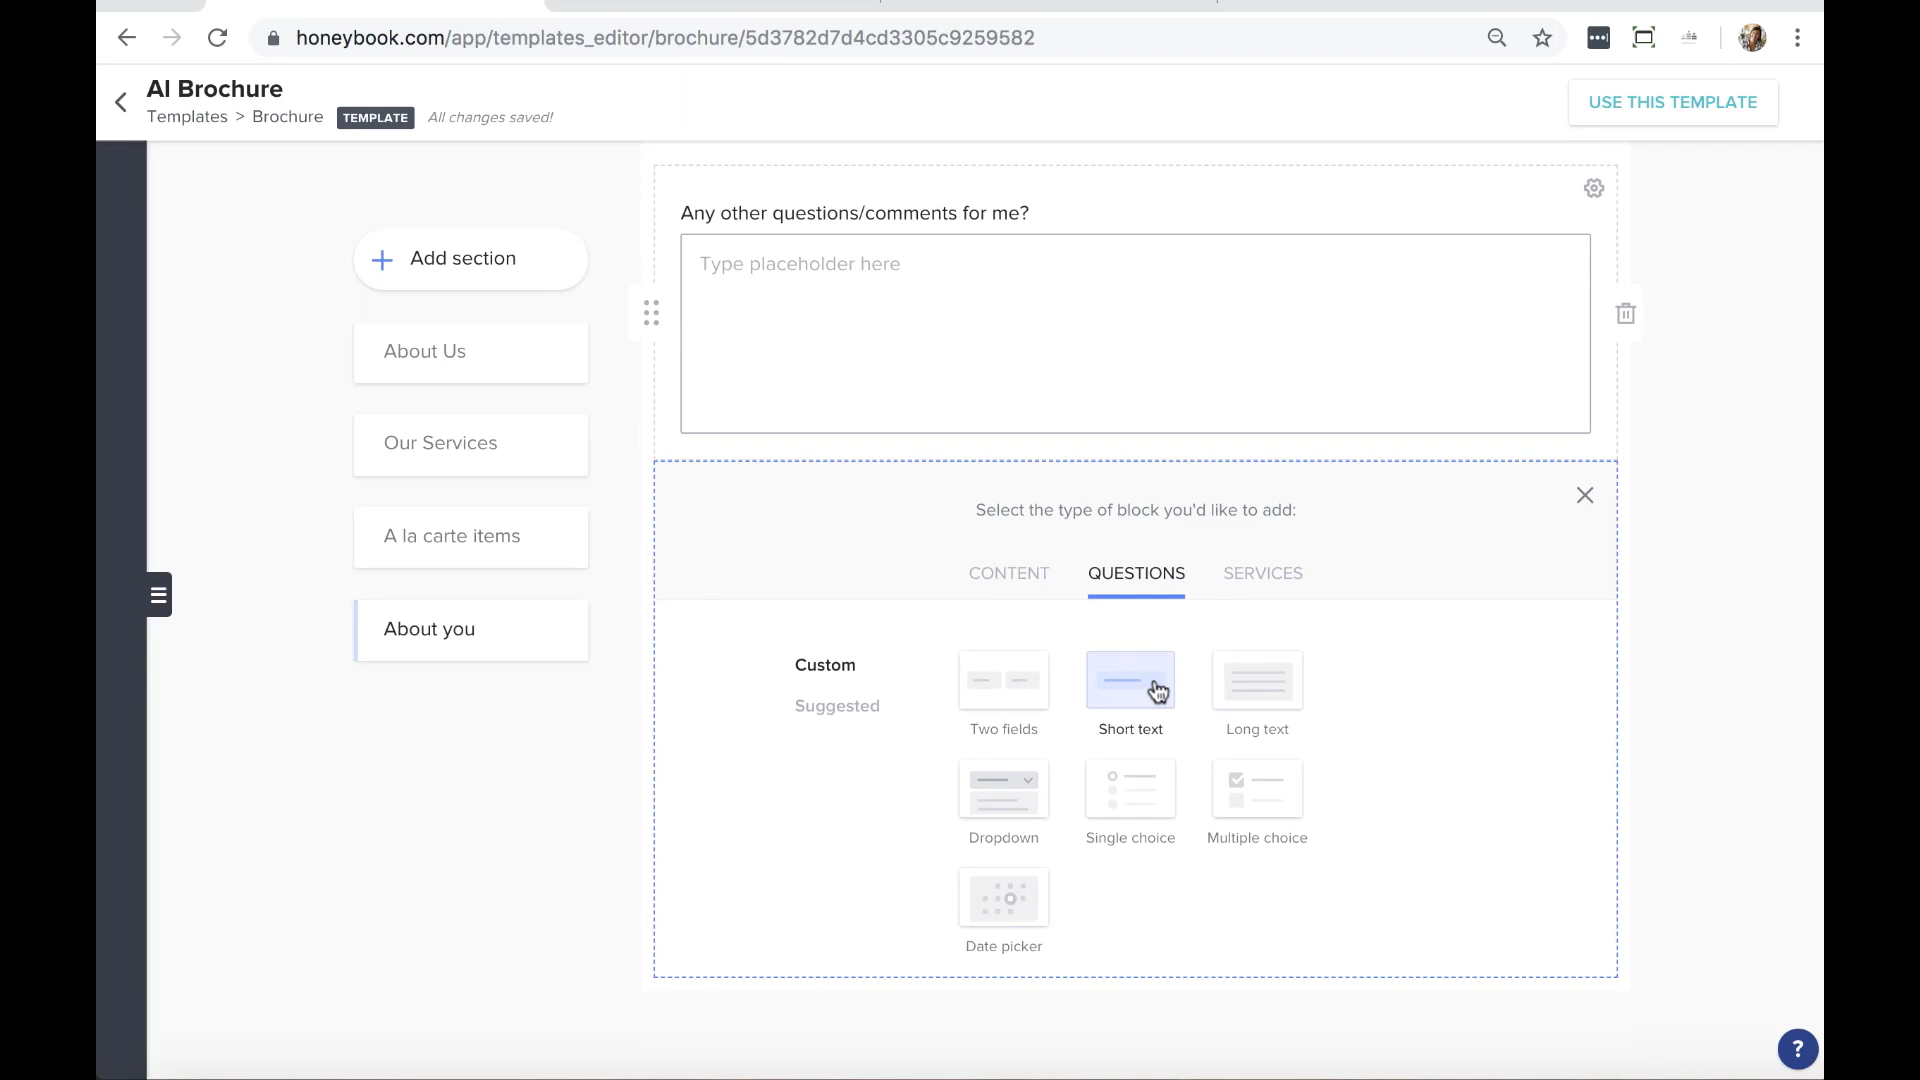 honeybook.com/app/templates_editor/brochure/5d3782d7d4cd3305c9259582
AI Brochure
Templates > Brochure TEMPLATE All changes saved!
USE THIS TEMPLATE
Add section
About Us
Our Services
A la carte items
About you
Any other questions/comments for me?
Type placeholder here
Select the type of block you'd like to add:
CONTENT QUESTIONS SERVICES
Custom
Suggested
Two fields Short text Long text
Dropdown Single choice Multiple choice
Date picker
?